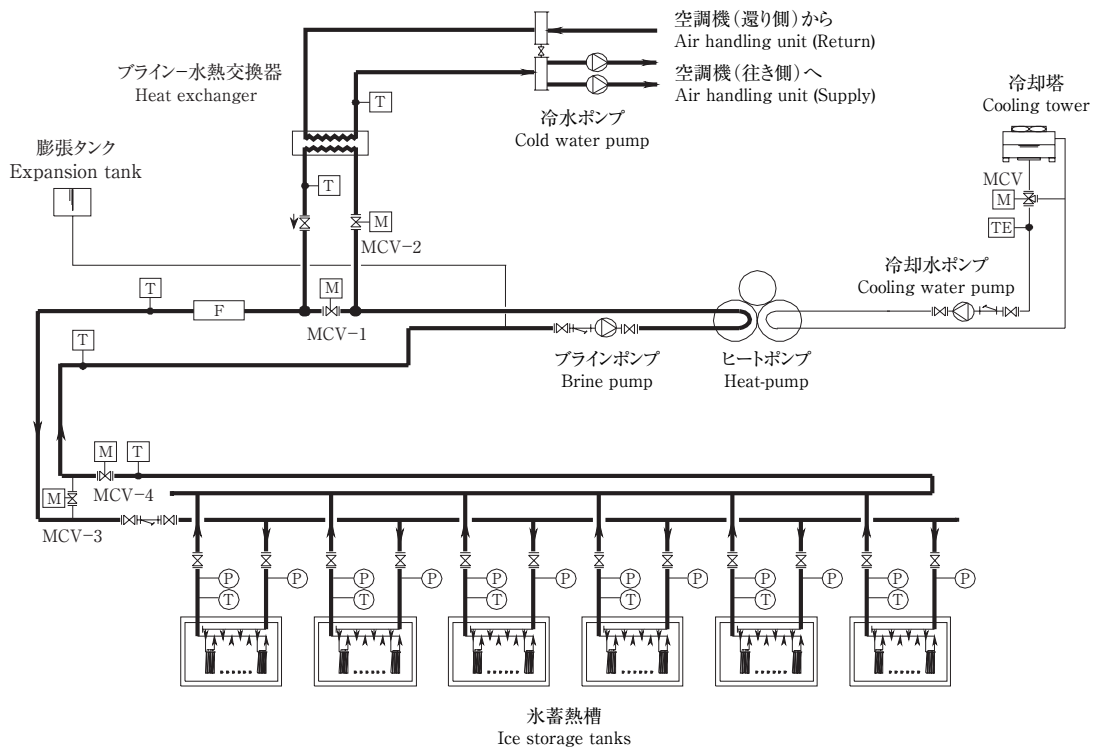 空調機(還り側)から
Air handling unit (Return)
ブライン-水熱交換器
Heat exchanger
空調機(往き側)へ
Air handling unit (Supply)
冷水ポンプ
Cold water pump
冷却塔
Cooling tower
T
膨張タンク
Expansion tank
T
MCV
M
M
MCV-2
TE
冷却水ポンプ
Cooling water pump
T
M
F
MCV-1
T
ブラインポンプ
Brine pump
ヒートポンプ
Heat-pump
M
T
MCV-4
M
MCV-3
P
P
P
P
P
P
P
P
P
P
P
P
T
T
T
T
T
T
氷蓄熱槽
Ice storage tanks